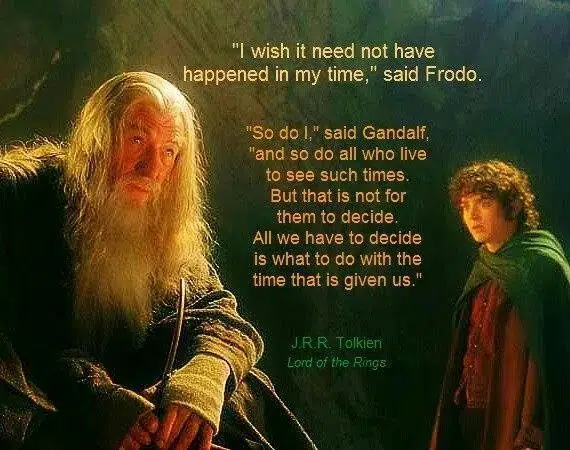 "I wish it need not have
happened in my time," said Frodo.
"So do I," said Gandalf,
"and so do all who live
to see such times.
But that is not for
them to decide.
All we have to decide
is what to do with the
time that is given us."
J.R.R. Tolkien
Lord of the Rings